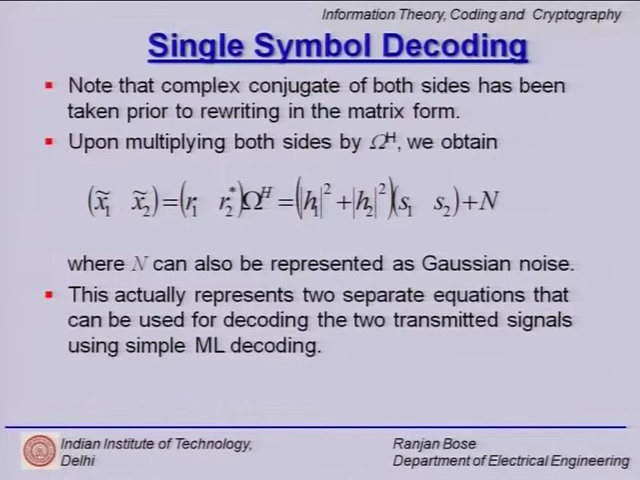 Information Theory, Coding and Cryptography
Single Symbol Decoding
▪ Note that complex conjugate of both sides has been
taken prior to rewriting in the matrix form.
▪ Upon multiplying both sides by Ω^H, we obtain
(x̃₁ x̃₂) = (r₁ r₂*)Ω^H = (|h₁|² + |h₂|²)(s₁ s₂) + N
where N can also be represented as Gaussian noise.
▪ This actually represents two separate equations that
can be used for decoding the two transmitted signals
using simple ML decoding.
Indian Institute of Technology,
Delhi
Ranjan Bose
Department of Electrical Engineering